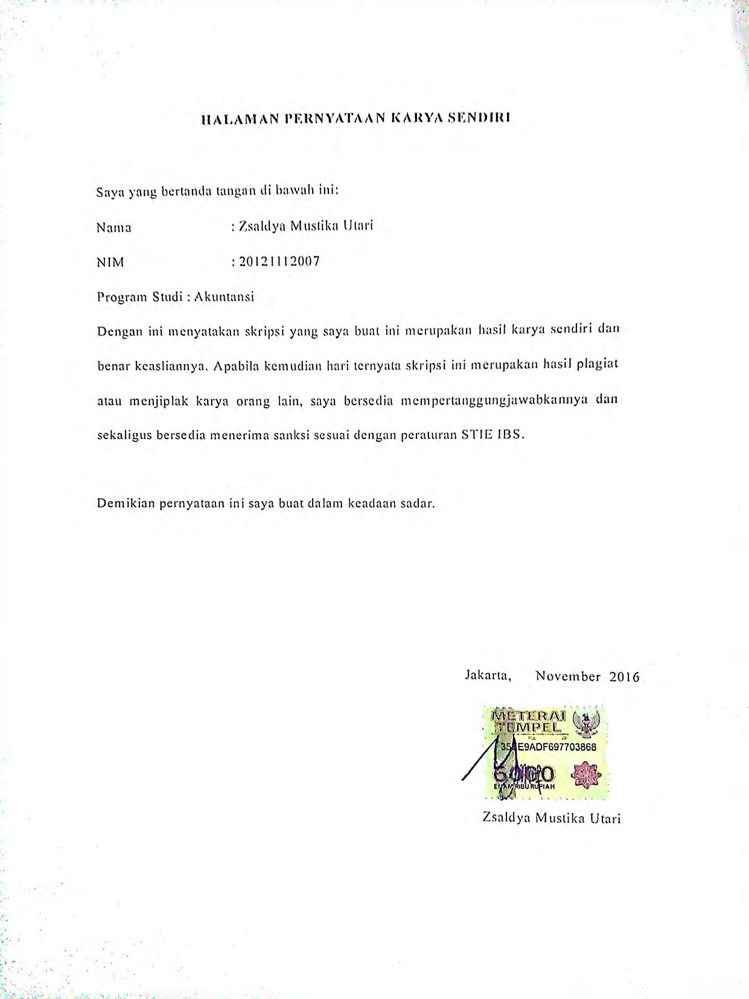 HALAMAN PERNYATAAN KARYA SENDIRI
Saya yang bertanda tangan di bawah ini:
Nama : Zsaldya Mustika Utari
NIM : 20121112007
Program Studi : Akuntansi
Dengan ini menyatakan skripsi yang saya buat ini merupakan hasil karya sendiri dan
benar keasliannya. Apabila kemudian hari ternyata skripsi ini merupakan hasil plagiat
atau menjiplak karya orang lain, saya bersedia mempertanggungjawabkannya dan
sekaligus bersedia menerima sanksi sesuai dengan peraturan STIE IBS.
Demikian pernyataan ini saya buat dalam keadaan sadar.
Jakarta, November 2016
METERAI
TEMPEL
E9ADF697703868
6000
ENAM RIBU RUPIAH
Zsaldya Mustika Utari